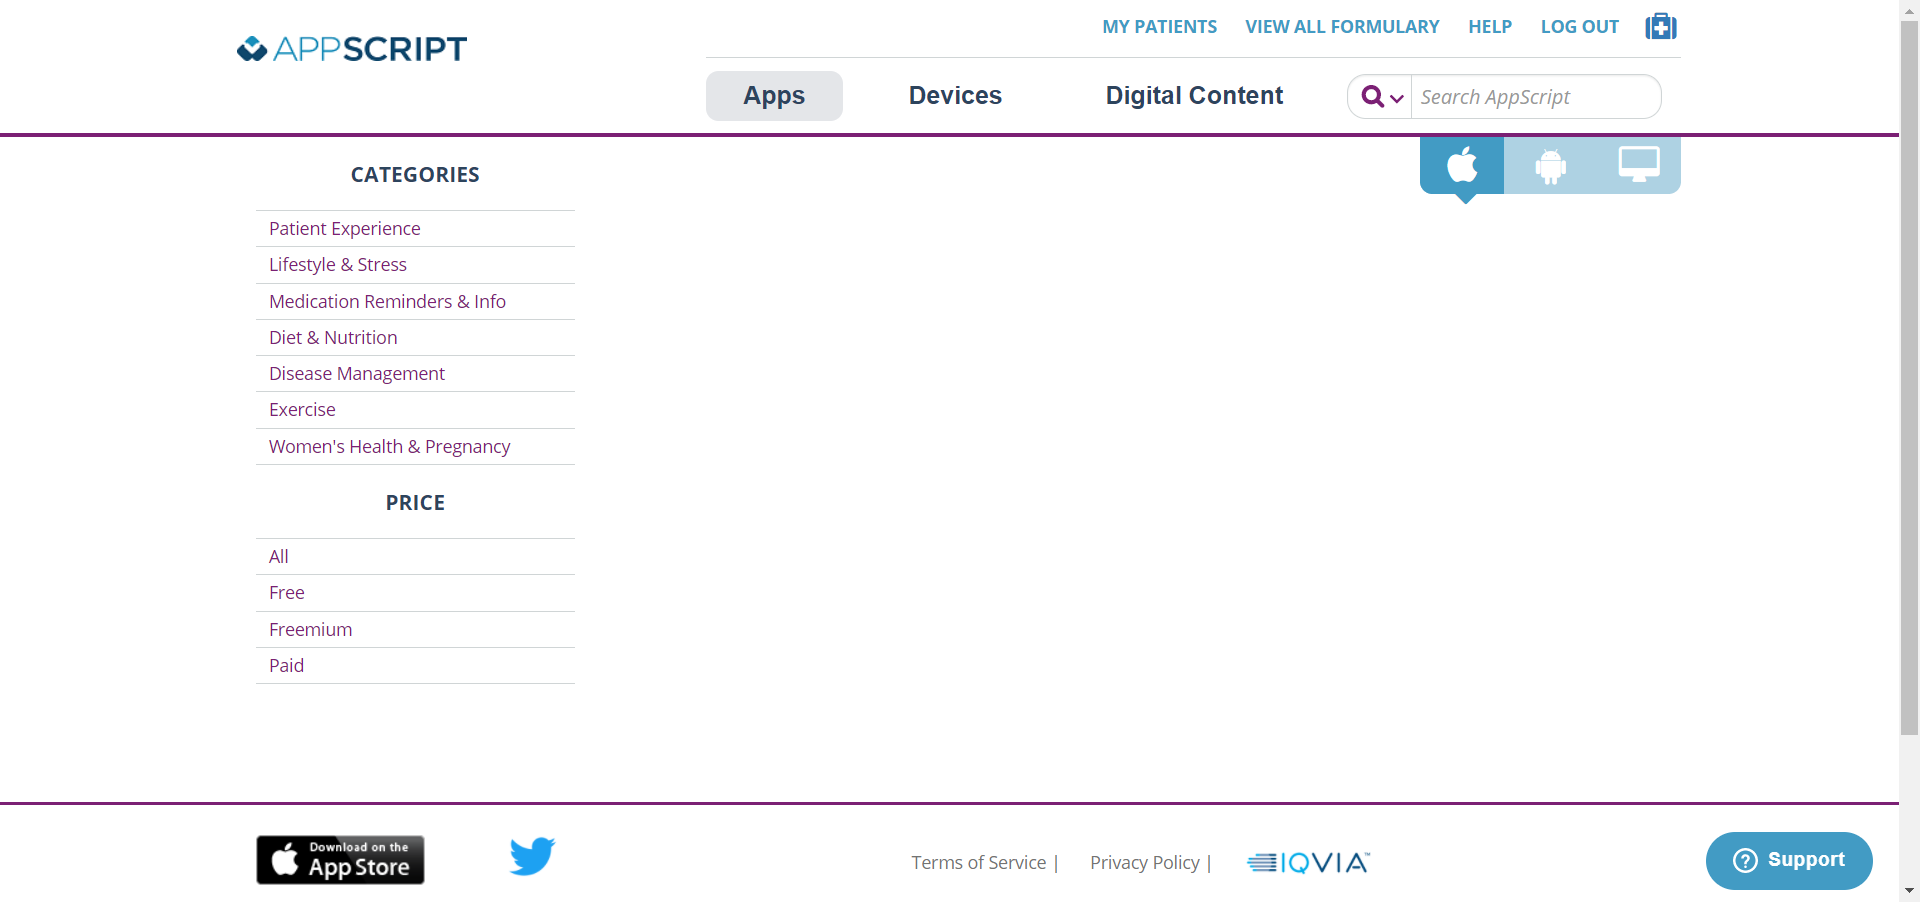 MY PATIENTS VIEW ALL FORMULARY HELP LOG OUT
APPSCRIPT
Apps Devices Digital Content Search AppScript
CATEGORIES
Patient Experience
Lifestyle & Stress
Medication Reminders & Info
Diet & Nutrition
Disease Management
Exercise
Women's Health & Pregnancy
PRICE
All
Free
Freemium
Paid
Download on the
App Store
Terms of Service | Privacy Policy | IQVIA™
? Support